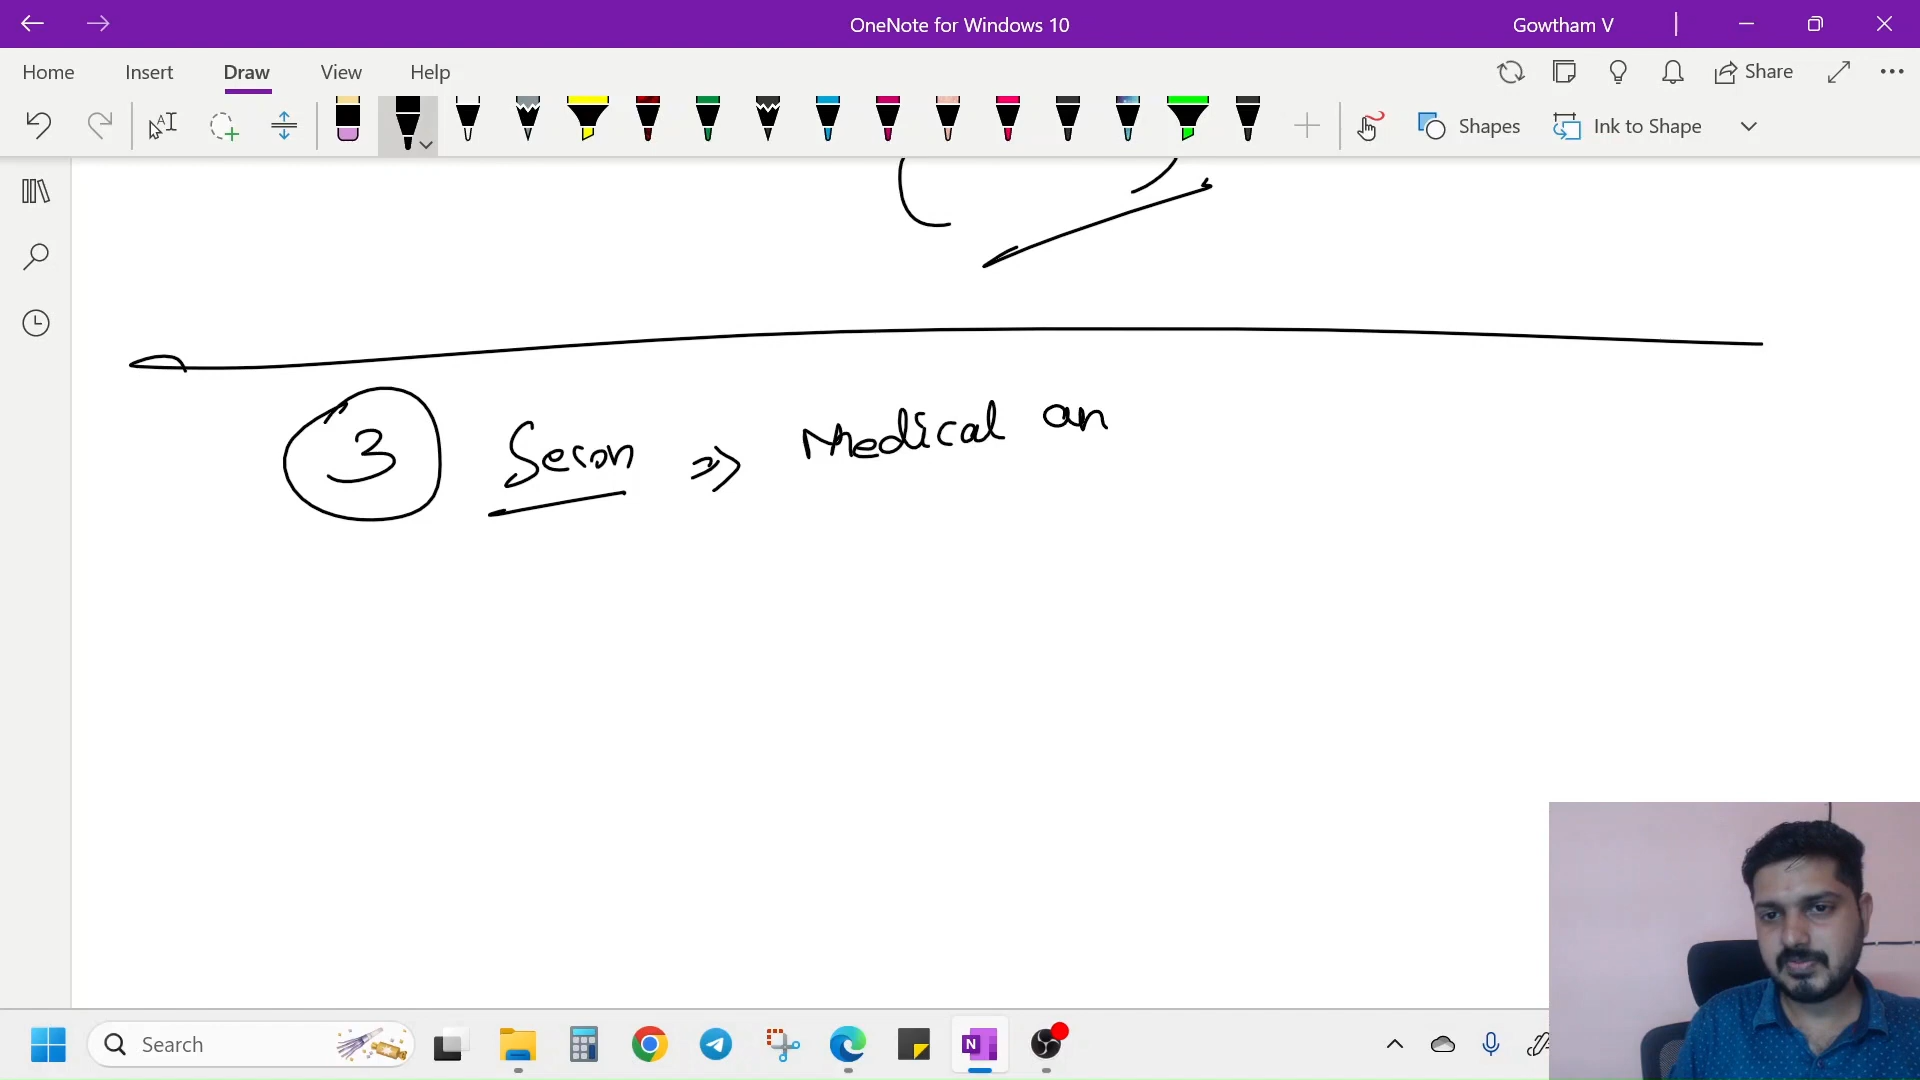 OneNote for Windows 10
Gowtham V
Home Insert Draw View Help
Share
Shapes Ink to Shape
3 Secon ⇒ Medical an
Search